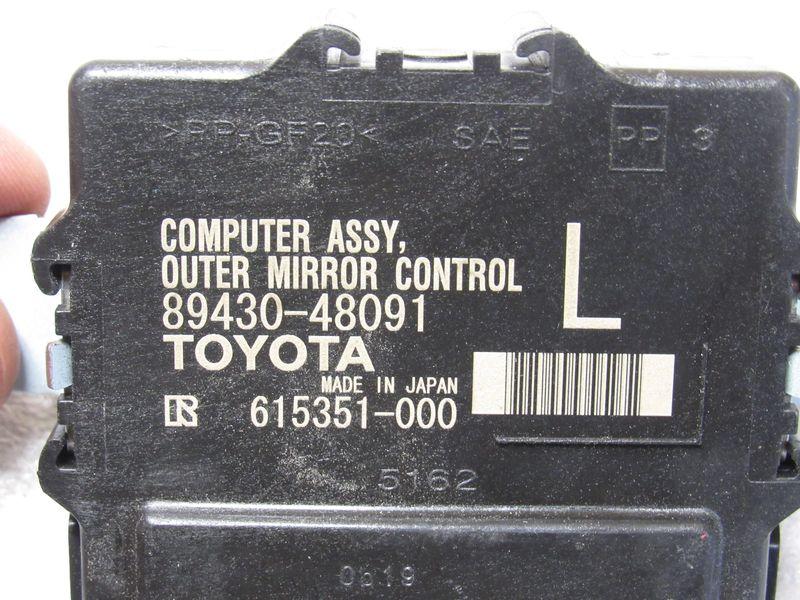 >PP-GF20< SAE PP 3
COMPUTER ASSY,
OUTER MIRROR CONTROL
L
89430-48091
TOYOTA
MADE IN JAPAN
R 615351-000
5162